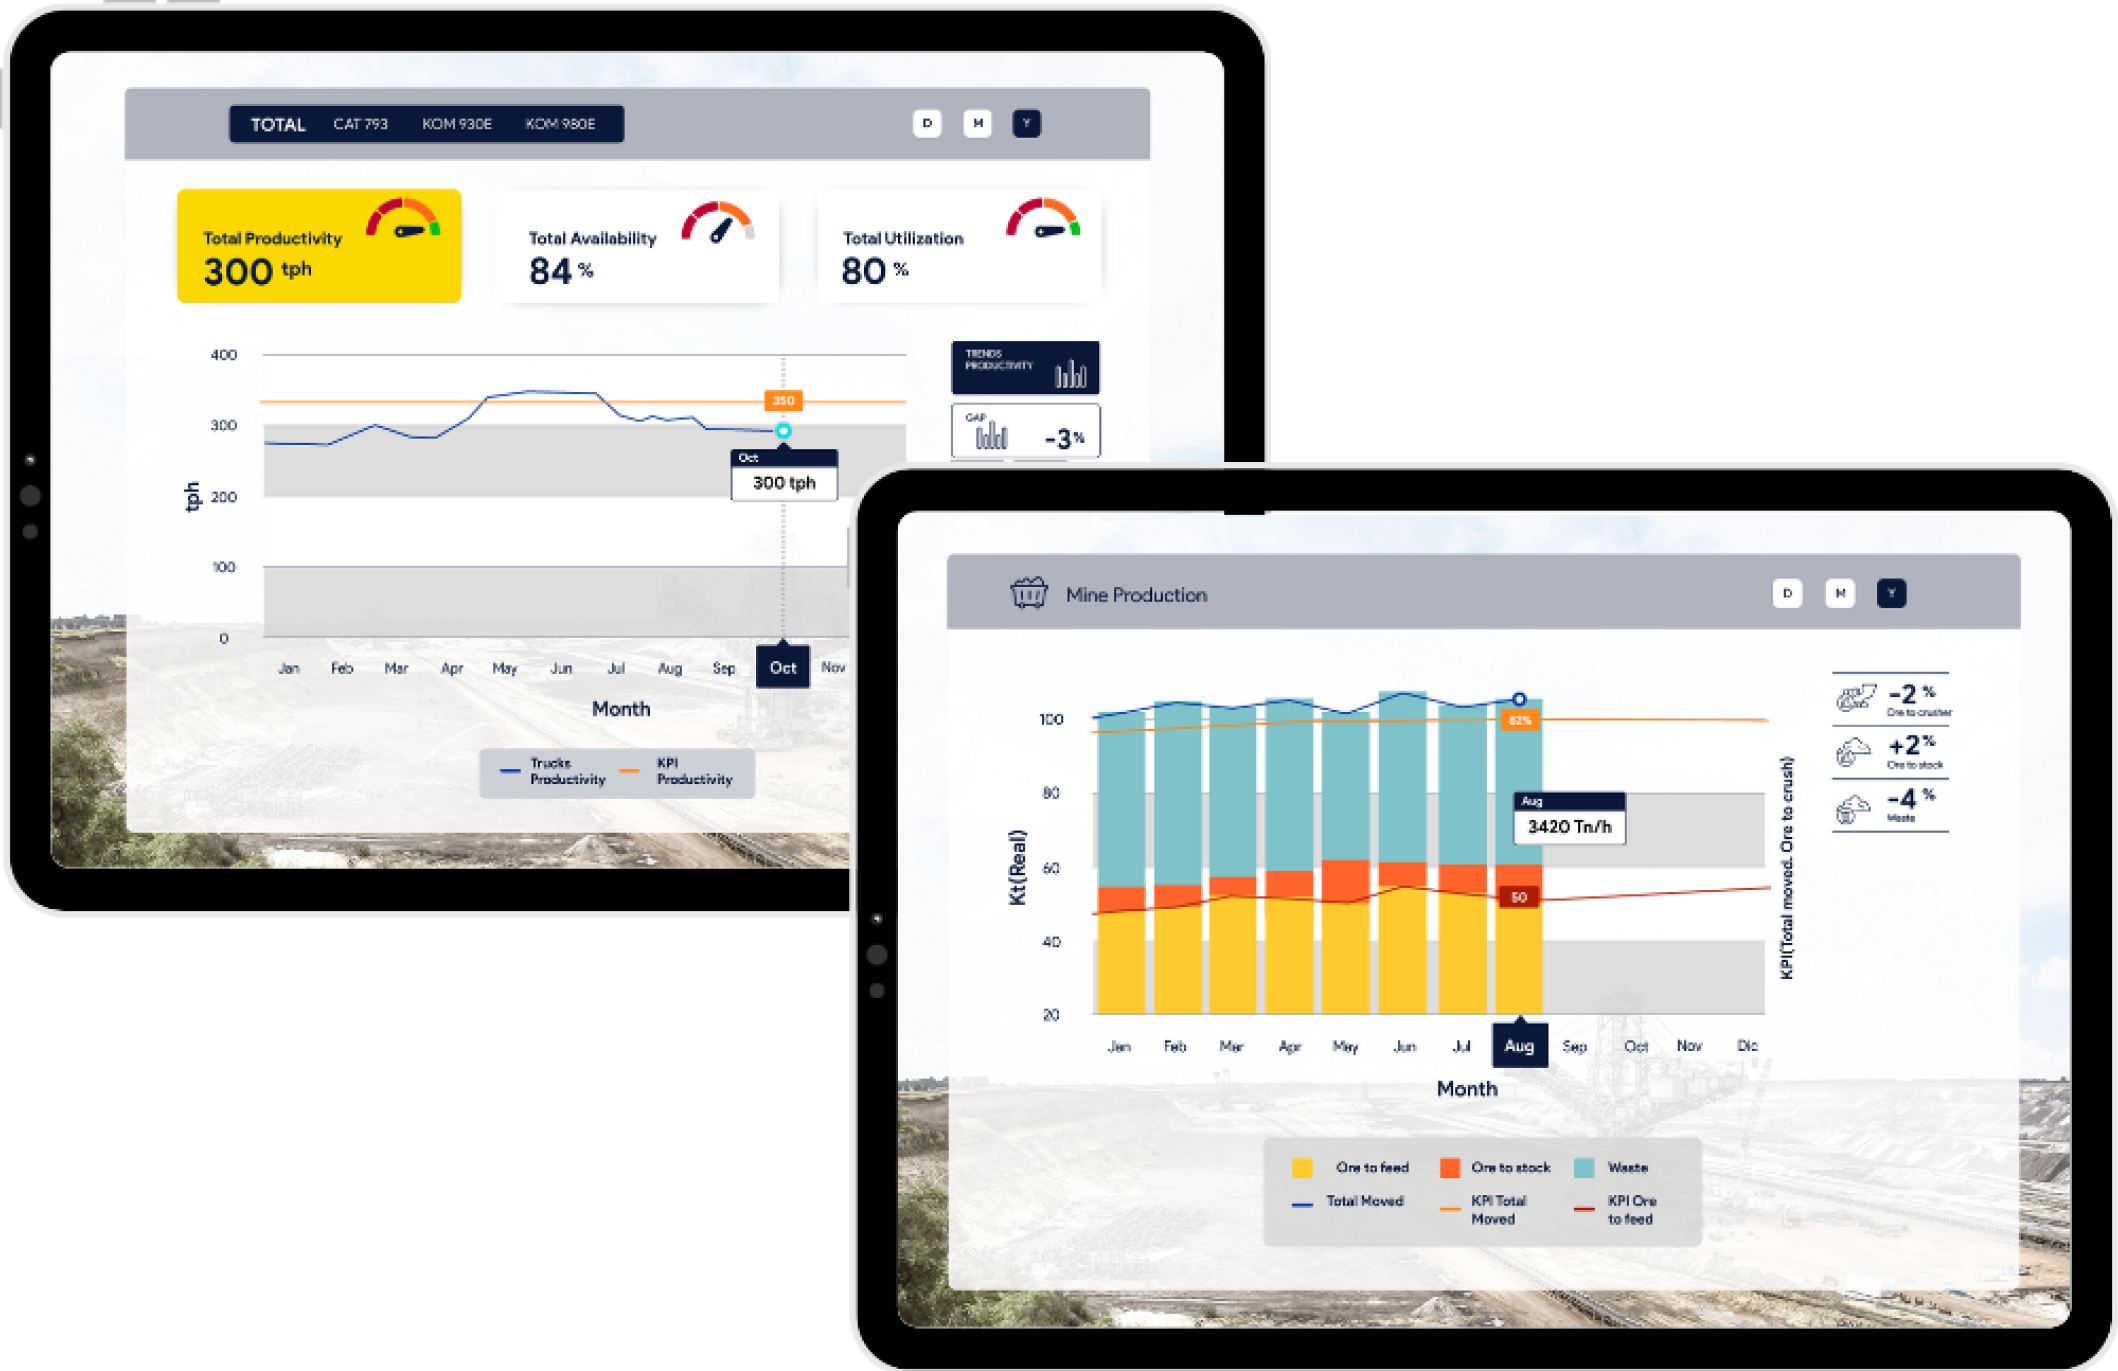 TOTAL CAT 793 KOM 930E KOM 980E
D M Y
Total Productivity
300 tph
Total Availability
84 %
Total Utilization
80 %
400
300
200
100
0
tph
350
Oct
300 tph
Jan Feb Mar Apr May Jun Jul Aug Sep Oct Nov
Month
Trucks
Productivity
KPI
Productivity
TRENDS
PRODUCTIVITY
GAP
-3%
Mine Production
D M Y
100
80
60
40
20
Kt(Real)
82%
Aug
3420 Tn/h
50
KPI(Total moved. Ore to crush)
Jan Feb Mar Apr May Jun Jul Aug Sep Oct Nov Dic
Month
-2 %
Ore to crusher
+2%
Ore to stock
-4 %
Waste
Ore to feed Ore to stock Waste
Total Moved
KPI Total
Moved
KPI Ore
to feed